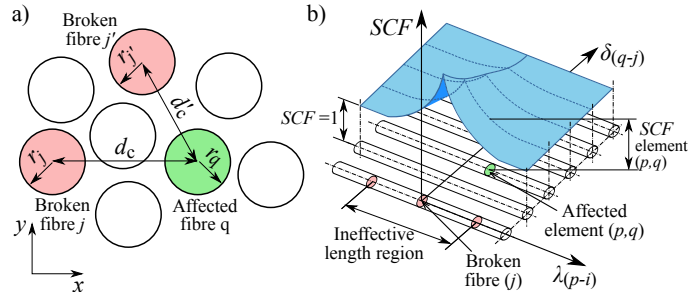 a)
Broken
fibre j'
r_j'
d'_c
d_c
r_j
r_q
Broken
fibre j
Affected
fibre q
y
x
b)
SCF
δ_(q-j)
SCF = 1
SCF
element
(p,q)
Affected
element (p,q)
Ineffective
length region
Broken
fibre (j)
λ_(p-i)